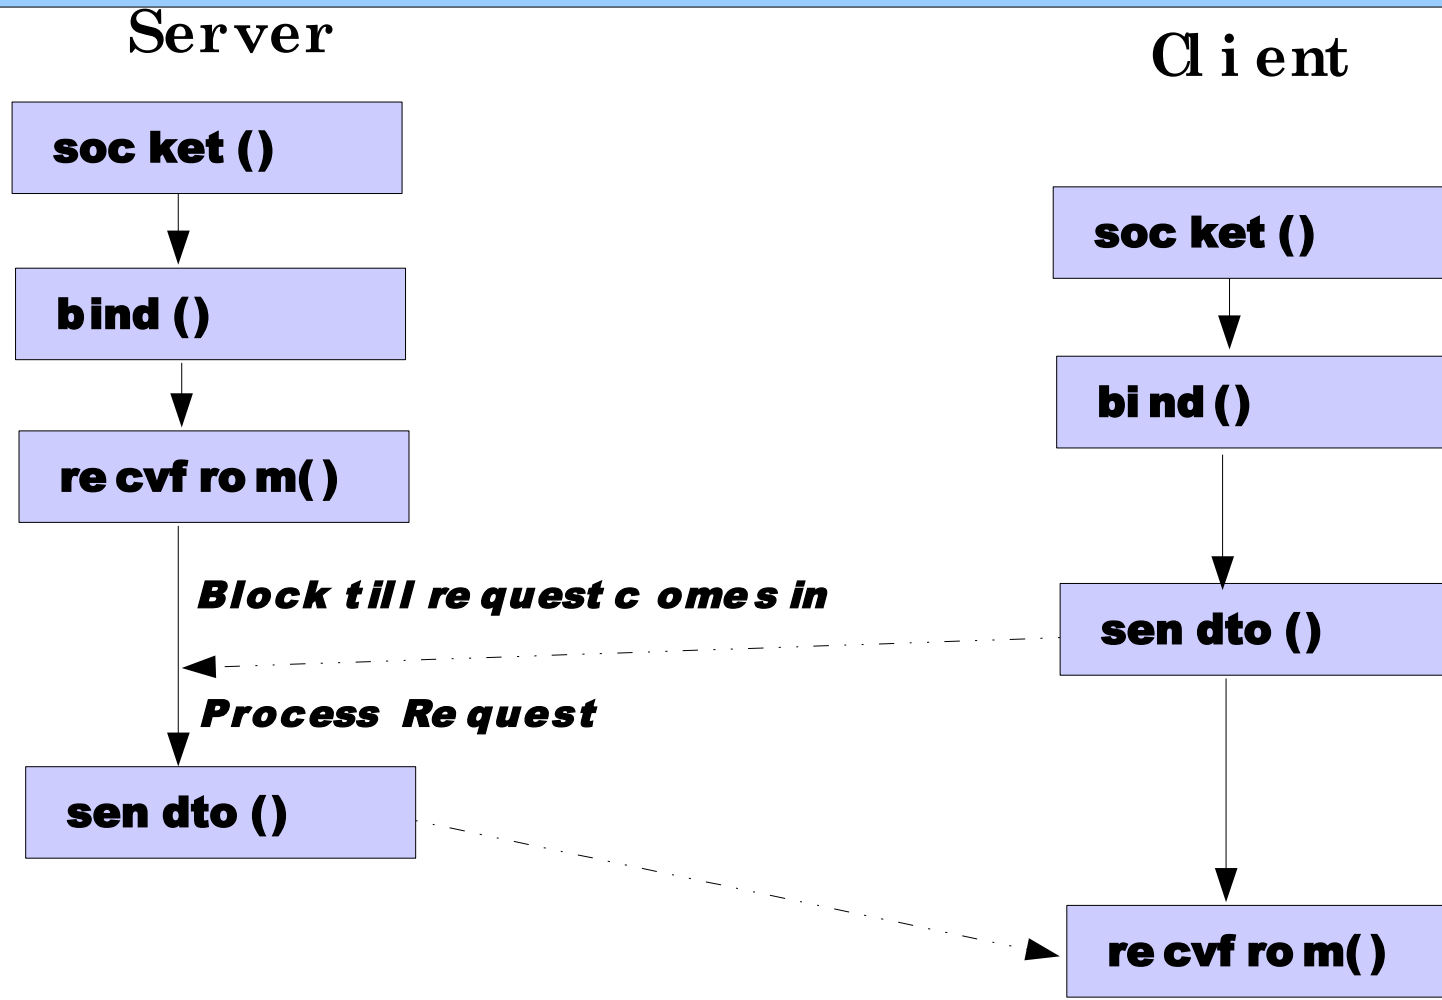 Server
socket()
bind()
recvfrom()
Block till request comes in
Process Request
sendto()
Client
socket()
bind()
sendto()
recvfrom()